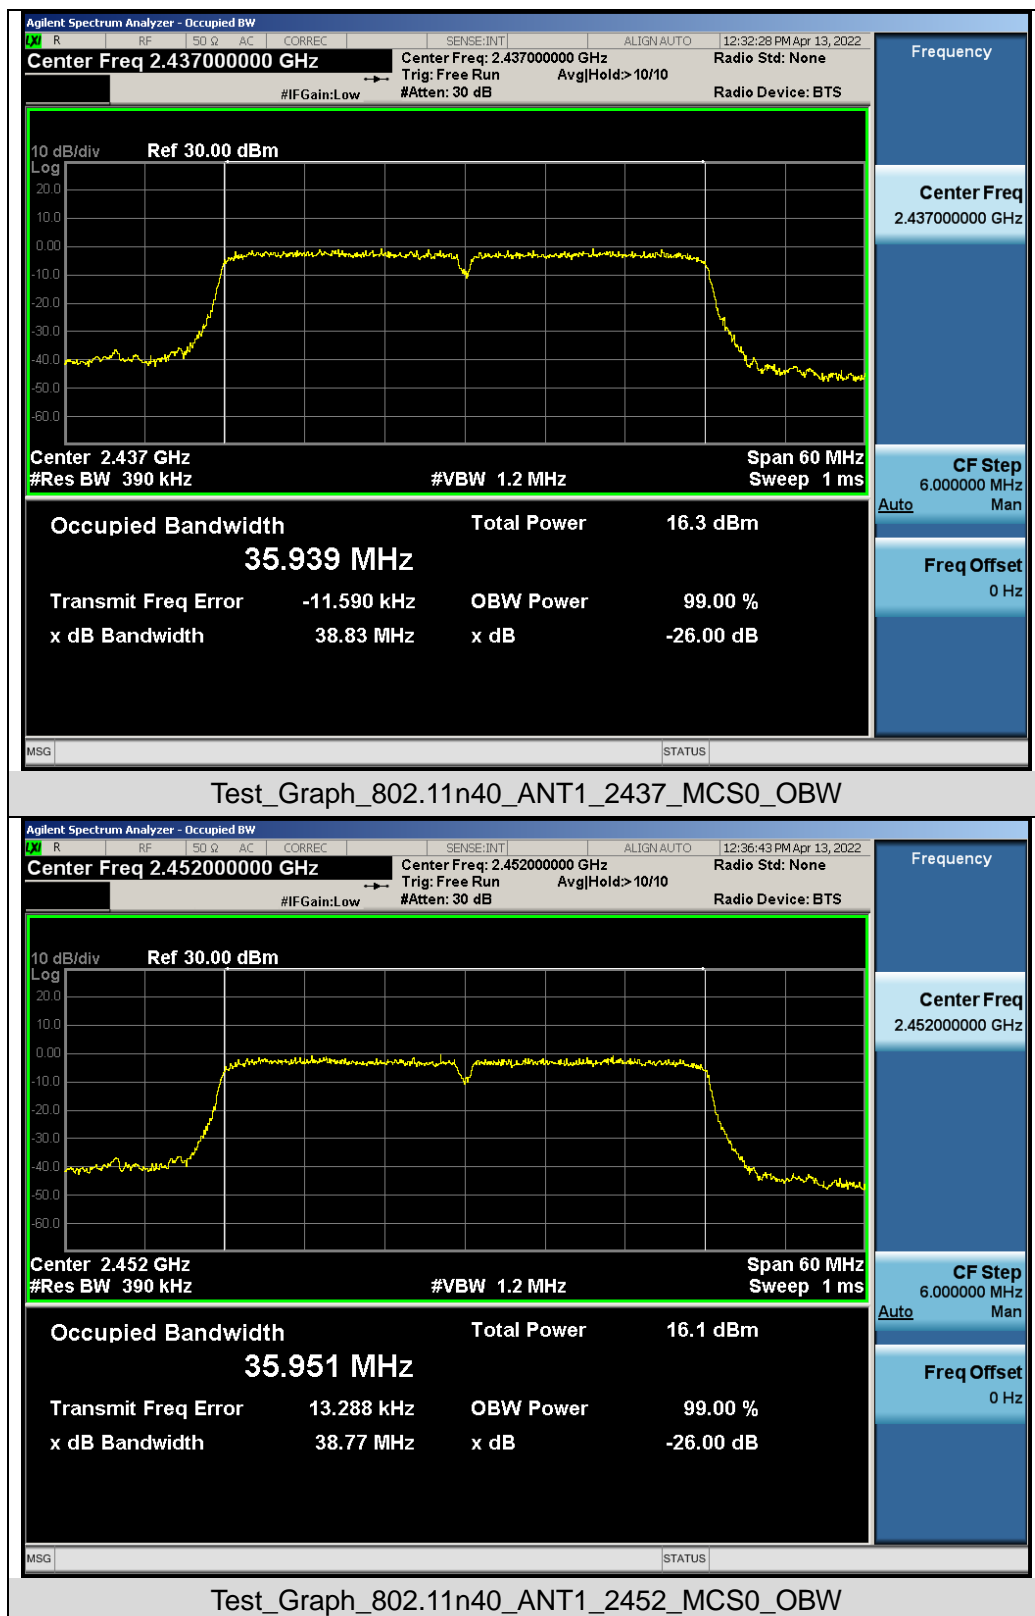 Agilent Spectrum Analyzer - Occupied BW
LXI R RF 50 Ω AC CORREC SENSE:INT ALIGN AUTO 12:32:28 PM Apr 13, 2022
Center Freq 2.437000000 GHz
Center Freq: 2.437000000 GHz
Radio Std: None
Trig: Free Run Avg|Hold:>10/10
#IFGain:Low
#Atten: 30 dB
Radio Device: BTS
Frequency
10 dB/div
Ref 30.00 dBm
Log
20.0
10.0
0.00
-10.0
-20.0
-30.0
-40.0
-50.0
-60.0
Center 2.437 GHz
Span 60 MHz
#Res BW 390 kHz
#VBW 1.2 MHz
Sweep 1 ms
Occupied Bandwidth
Total Power 16.3 dBm
35.939 MHz
Transmit Freq Error -11.590 kHz
OBW Power 99.00 %
x dB Bandwidth 38.83 MHz
x dB -26.00 dB
Center Freq
2.437000000 GHz
CF Step
6.000000 MHz
Auto Man
Freq Offset
0 Hz
MSG
STATUS
Test_Graph_802.11n40_ANT1_2437_MCS0_OBW
Agilent Spectrum Analyzer - Occupied BW
LXI R RF 50 Ω AC CORREC SENSE:INT ALIGN AUTO 12:36:43 PM Apr 13, 2022
Center Freq 2.452000000 GHz
Center Freq: 2.452000000 GHz
Radio Std: None
Trig: Free Run Avg|Hold:>10/10
#IFGain:Low
#Atten: 30 dB
Radio Device: BTS
Frequency
10 dB/div
Ref 30.00 dBm
Log
20.0
10.0
0.00
-10.0
-20.0
-30.0
-40.0
-50.0
-60.0
Center 2.452 GHz
Span 60 MHz
#Res BW 390 kHz
#VBW 1.2 MHz
Sweep 1 ms
Occupied Bandwidth
Total Power 16.1 dBm
35.951 MHz
Transmit Freq Error 13.288 kHz
OBW Power 99.00 %
x dB Bandwidth 38.77 MHz
x dB -26.00 dB
Center Freq
2.452000000 GHz
CF Step
6.000000 MHz
Auto Man
Freq Offset
0 Hz
MSG
STATUS
Test_Graph_802.11n40_ANT1_2452_MCS0_OBW